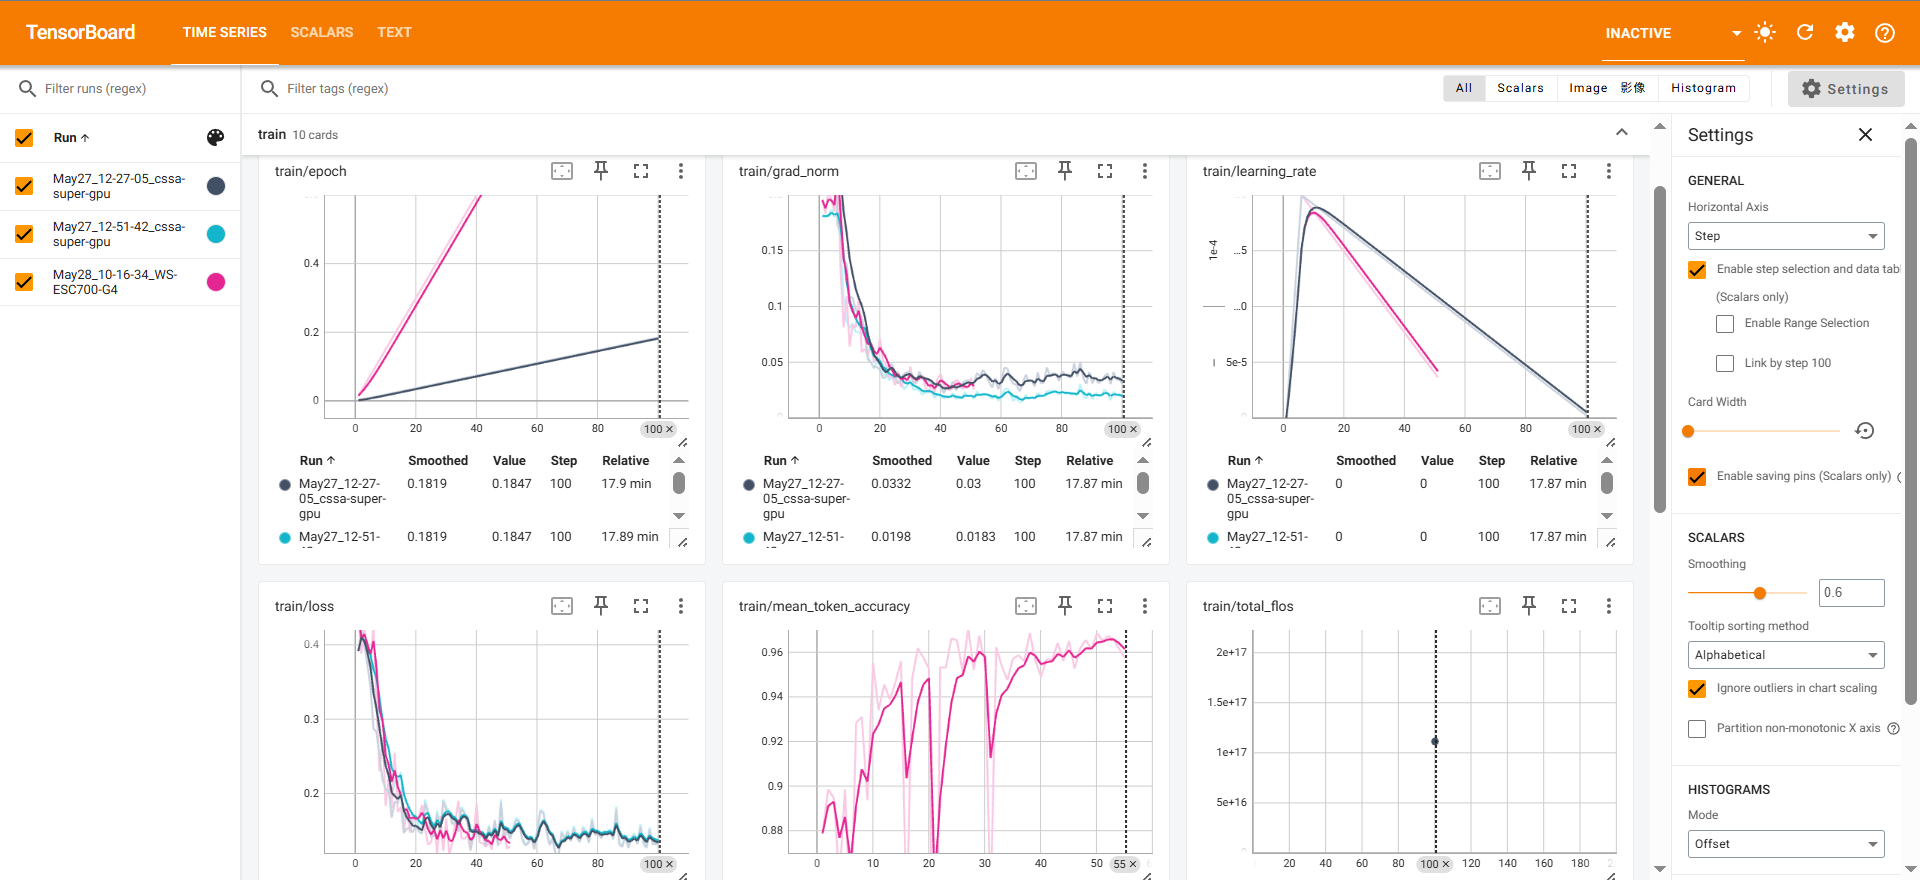 TensorBoard
TIME SERIES
SCALARS
TEXT
INACTIVE
Filter runs (regex)
Filter tags (regex)
All
Scalars
Image 影像
Histogram
Settings
Run
May27_12-27-05_cssa-
super-gpu
May27_12-51-42_cssa-
super-gpu
May28_10-16-34_WS-
ESC700-G4
train 10 cards
train/epoch
0.4
0.2
0
0 20 40 60 80 100 ×
Run Smoothed Value Step Relative
May27_12-27- 0.1819 0.1847 100 17.9 min
05_cssa-super-
gpu
May27_12-51- 0.1819 0.1847 100 17.89 min
train/grad_norm
0.15
0.1
0.05
0 20 40 60 80 100 ×
Run Smoothed Value Step Relative
May27_12-27- 0.0332 0.03 100 17.87 min
05_cssa-super-
gpu
May27_12-51- 0.0198 0.0183 100 17.87 min
train/learning_rate
1e-4
...5
...0
5e-5
0 20 40 60 80 100 ×
Run Smoothed Value Step Relative
May27_12-27- 0 0 100 17.87 min
05_cssa-super-
gpu
May27_12-51- 0 0 100 17.87 min
train/loss
0.4
0.3
0.2
0 20 40 60 80 100 ×
train/mean_token_accuracy
0.96
0.94
0.92
0.9
0.88
0 10 20 30 40 50 55 ×
train/total_flos
2e+17
1.5e+17
1e+17
5e+16
20 40 60 80 100 × 120 140 160 180
Settings
GENERAL
Horizontal Axis
Step
Enable step selection and data tabl
(Scalars only)
Enable Range Selection
Link by step 100
Card Width
Enable saving pins (Scalars only)
SCALARS
Smoothing
0.6
Tooltip sorting method
Alphabetical
Ignore outliers in chart scaling
Partition non-monotonic X axis
HISTOGRAMS
Mode
Offset